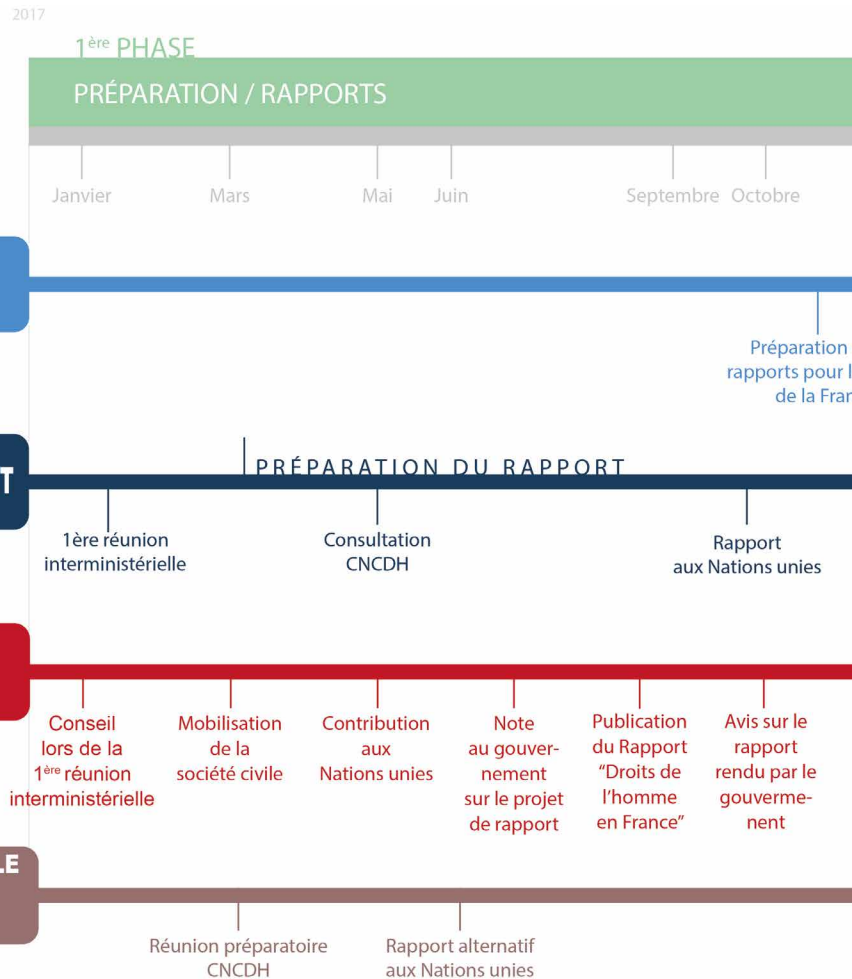 2017
1ère PHASE
PRÉPARATION / RAPPORTS
Janvier Mars Mai Juin Septembre Octobre
Préparation
rapports pour
de la
T
PRÉPARATION DU RAPPORT
1ère réunion
interministérielle
Consultation
CNCDH
Rapport
aux Nations unies
Conseil
lors de la
1ère réunion
interministérielle
Mobilisation
de la
société civile
Contribution
aux
Nations unies
Note
au gouver-
nement
sur le projet
de rapport
Publication
du Rapport
“Droits de
l’homme
en France”
Avis sur le
rapport
rendu par le
gouverme-
nent
LE
Réunion préparatoire
CNCDH
Rapport alternatif
aux Nations unies